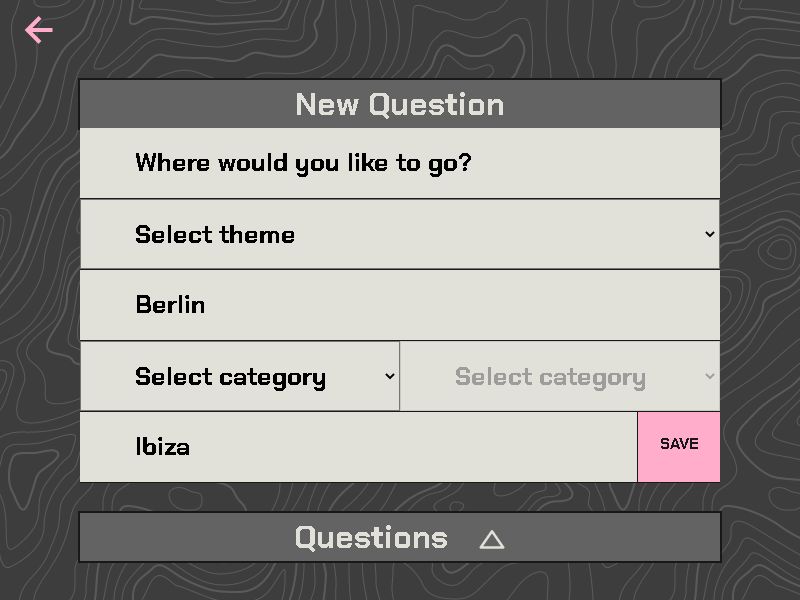 New Question
Where would you like to go?
Select theme
Berlin
Select category Select category
Ibiza SAVE
Questions